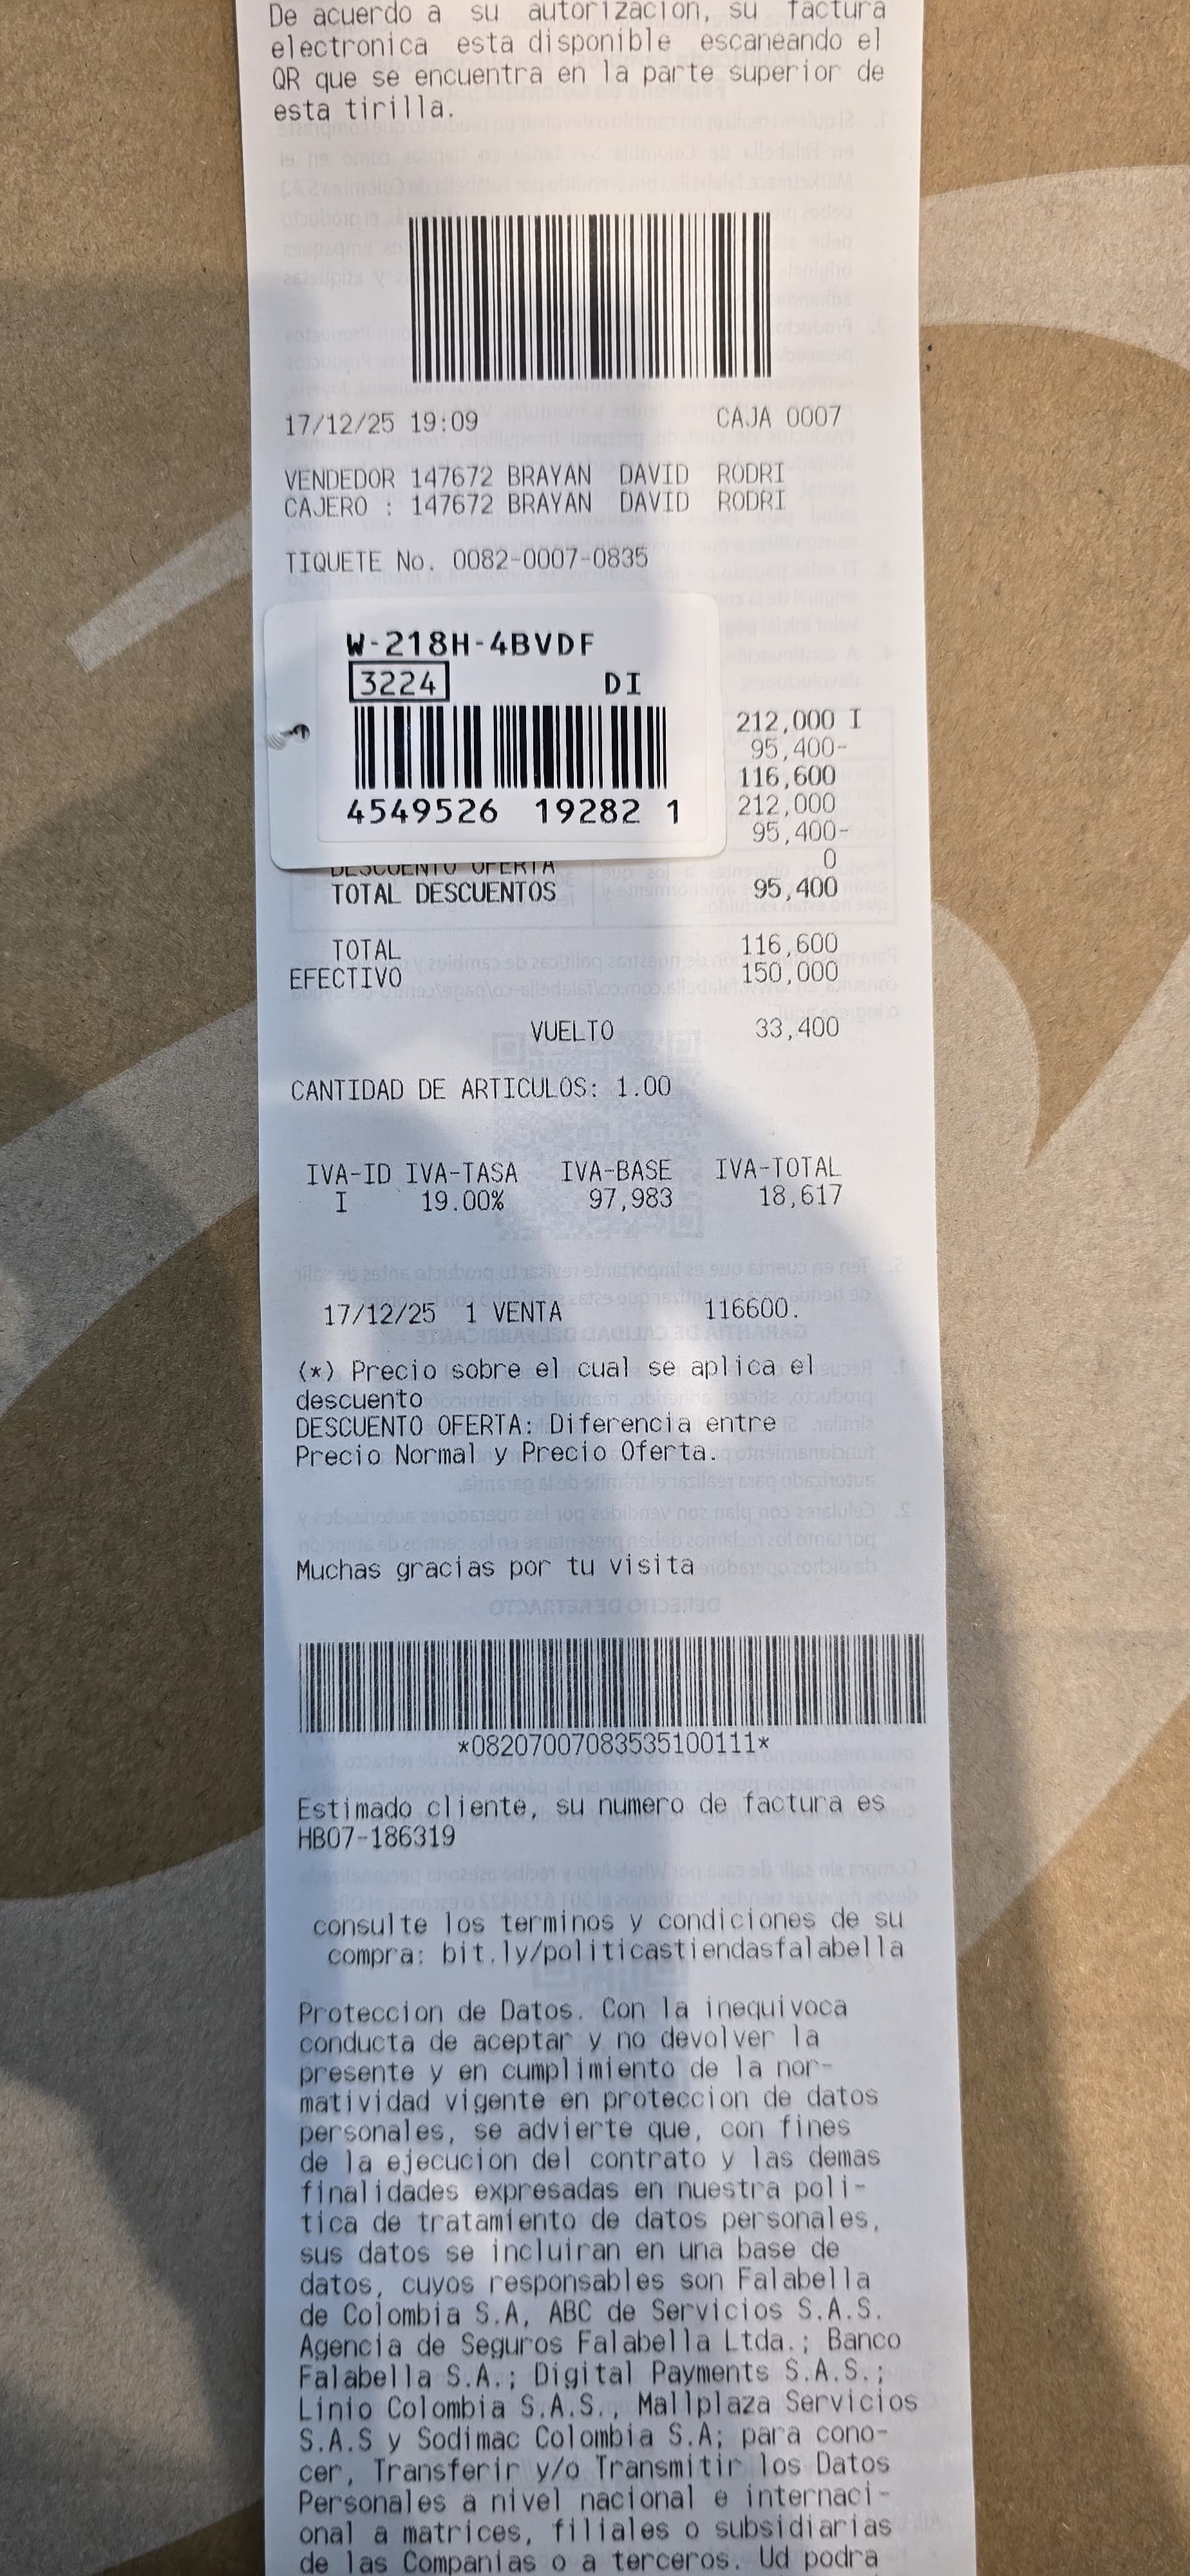 De acuerdo a su autorizacion, su factura
electronica esta disponible escaneando el
QR que se encuentra en la parte superior de
esta tirilla.
17/12/25 19:09 CAJA 0007
VENDEDOR 147672 BRAYAN DAVID RODRI
CAJERO : 147672 BRAYAN DAVID RODRI
TIQUETE No. 0082-0007-0835
W-218H-4BVDF
3224 DI
4549526 19282 1
212,000 I
95,400-
116,600
212,000
95,400-
DESCUENTO OFERTA 0
TOTAL DESCUENTOS 95,400
TOTAL 116,600
EFECTIVO 150,000
VUELTO 33,400
CANTIDAD DE ARTICULOS: 1.00
IVA-ID IVA-TASA IVA-BASE IVA-TOTAL
I 19.00% 97,983 18,617
17/12/25 1 VENTA 116600.
(*) Precio sobre el cual se aplica el
descuento
DESCUENTO OFERTA: Diferencia entre
Precio Normal y Precio Oferta.
Muchas gracias por tu visita
*08207007083535100111*
Estimado cliente, su numero de factura es
HB07-186319
consulte los terminos y condiciones de su
compra: bit.ly/politicastiendasfalabella
Proteccion de Datos. Con la inequivoca
conducta de aceptar y no devolver la
presente y en cumplimiento de la nor-
matividad vigente en proteccion de datos
personales, se advierte que, con fines
de la ejecucion del contrato y las demas
finalidades expresadas en nuestra poli-
tica de tratamiento de datos personales,
sus datos se incluiran en una base de
datos, cuyos responsables son Falabella
de Colombia S.A, ABC de Servicios S.A.S.
Agencia de Seguros Falabella Ltda.; Banco
Falabella S.A.; Digital Payments S.A.S.;
Linio Colombia S.A.S., Mallplaza Servicios
S.A.S y Sodimac Colombia S.A; para cono-
cer, Transferir y/o Transmitir los Datos
Personales a nivel nacional e internaci-
onal a matrices, filiales o subsidiarias
de las Companias o a terceros. Ud podra